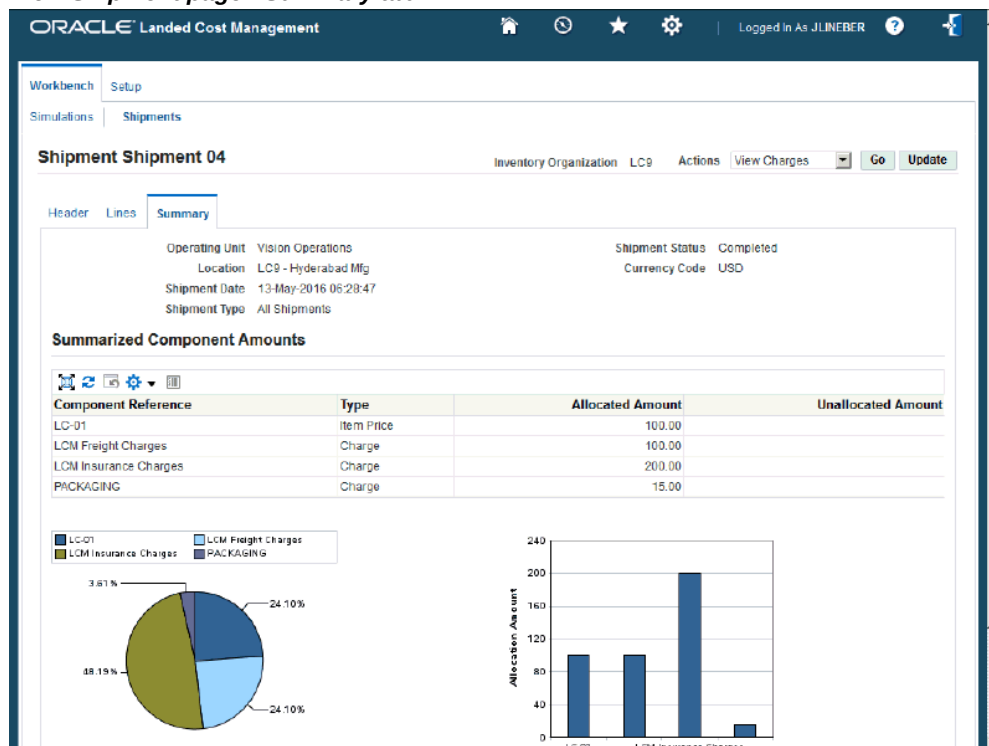 ORACLE Landed Cost Management Logged In As JLINEBER ?
Workbench Setup
Simulations Shipments
Shipment Shipment 04
Inventory Organization LC9 Actions View Charges Go Update
Header Lines Summary
Operating Unit Vision Operations Shipment Status Completed
Location LC9 - Hyderabad Mfg Currency Code USD
Shipment Date 13-May-2016 06:28:47
Shipment Type All Shipments
Summarized Component Amounts
Component Reference Type Allocated Amount Unallocated Amount
LC-01 Item Price 100.00
LCM Freight Charges Charge 100.00
LCM Insurance Charges Charge 200.00
PACKAGING Charge 15.00
LC-01 LCM Freight Charges
LCM Insurance Charges PACKAGING
3.61%
24.10%
48.19%
24.10%
Allocation Amount
240
200
160
120
80
40
0